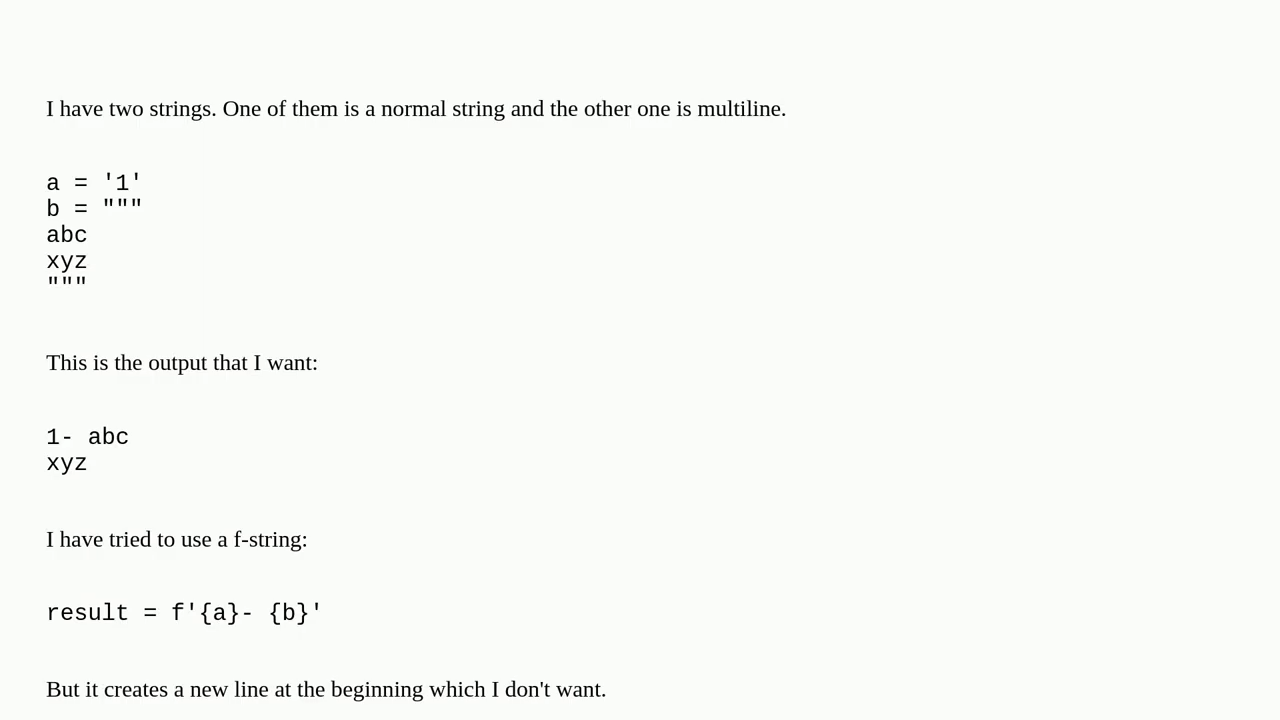 I have two strings. One of them is a normal string and the other one is multiline.
a = '1'
b = """
abc
xyz
"""
This is the output that I want:
1- abc
xyz
I have tried to use a f-string:
result = f'{a}- {b}'
But it creates a new line at the beginning which I don't want.